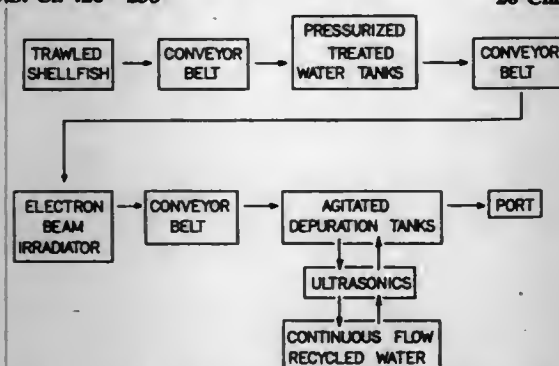 PRESSURIZED
TRAWLED CONVEYOR TREATED CONVEYOR
SHELLFISH BELT WATER TANKS BELT
ELECTRON CONVEYOR AGITATED PORT
BEAM BELT DEPURATION TANKS
IRRADIATOR
ULTRASONICS
CONTINUOUS FLOW
RECYCLED WATER